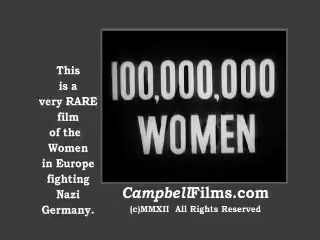 This
is a
very RARE
film
of the
Women
in Europe
fighting
Nazi
Germany.
100,000,000
WOMEN
CampbellFilms.com
(c)MMXII All Rights Reserved